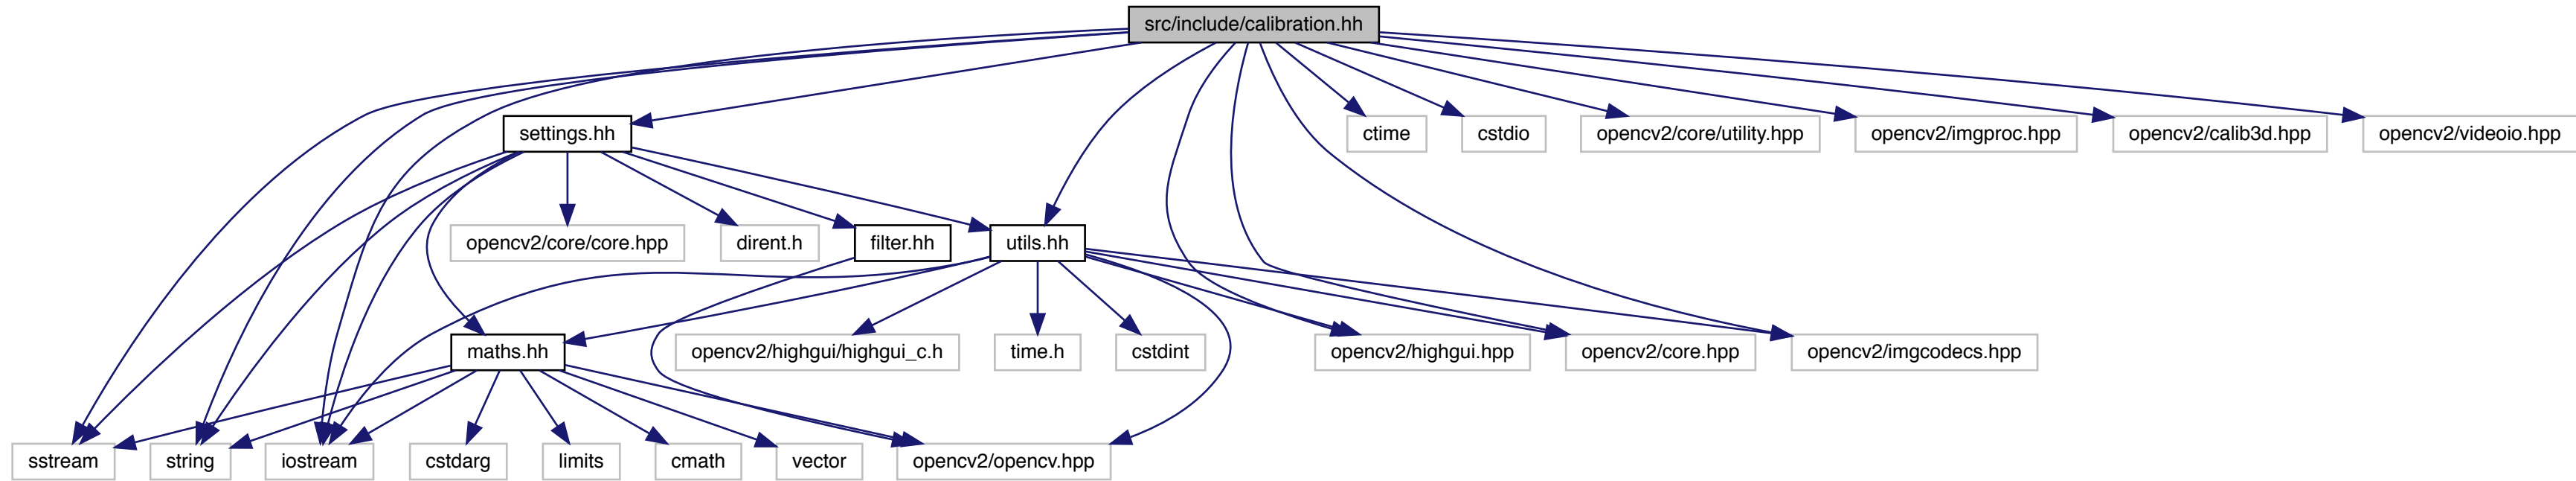 src/include/calibration.hh
settings.hh
ctime
cstdio
opencv2/core/utility.hpp
opencv2/imgproc.hpp
opencv2/calib3d.hpp
opencv2/videoio.hpp
opencv2/core/core.hpp
dirent.h
filter.hh
utils.hh
maths.hh
opencv2/highgui/highgui_c.h
time.h
cstdint
opencv2/highgui.hpp
opencv2/core.hpp
opencv2/imgcodecs.hpp
sstream
string
iostream
cstdarg
limits
cmath
vector
opencv2/opencv.hpp